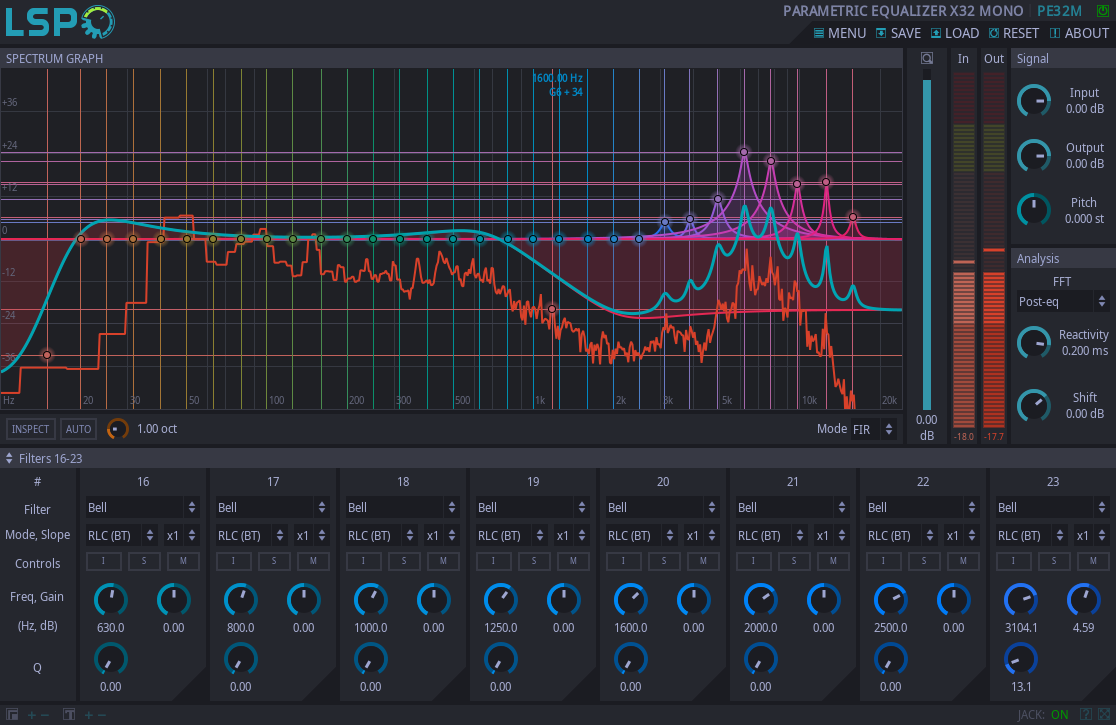 LSP
PARAMETRIC EQUALIZER X32 MONO PE32M
MENU SAVE LOAD RESET ABOUT
SPECTRUM GRAPH
In Out Signal
1600.00 Hz
G6 + 34
+36
+24
+12
0
-12
-24
-36
Hz 20 30 50 100 200 300 500 1k 2k 3k 5k 10k 20k
Input
0.00 dB
Output
0.00 dB
Pitch
0.000 st
Analysis
FFT
Post-eq
Reactivity
0.200 ms
Shift
0.00 dB
0.00
dB
-18.0 -17.7
INSPECT AUTO 1.00 oct Mode FIR
Filters 16-23
# 16 17 18 19 20 21 22 23
Filter Bell Bell Bell Bell Bell Bell Bell Bell
Mode, Slope RLC (BT) x1 RLC (BT) x1 RLC (BT) x1 RLC (BT) x1 RLC (BT) x1 RLC (BT) x1 RLC (BT) x1 RLC (BT) x1
Controls I S M I S M I S M I S M I S M I S M I S M I S M
Freq, Gain
(Hz, dB) 630.0 0.00 800.0 0.00 1000.0 0.00 1250.0 0.00 1600.0 0.00 2000.0 0.00 2500.0 0.00 3104.1 4.59
Q
0.00 0.00 0.00 0.00 0.00 0.00 0.00 13.1
JACK: ON